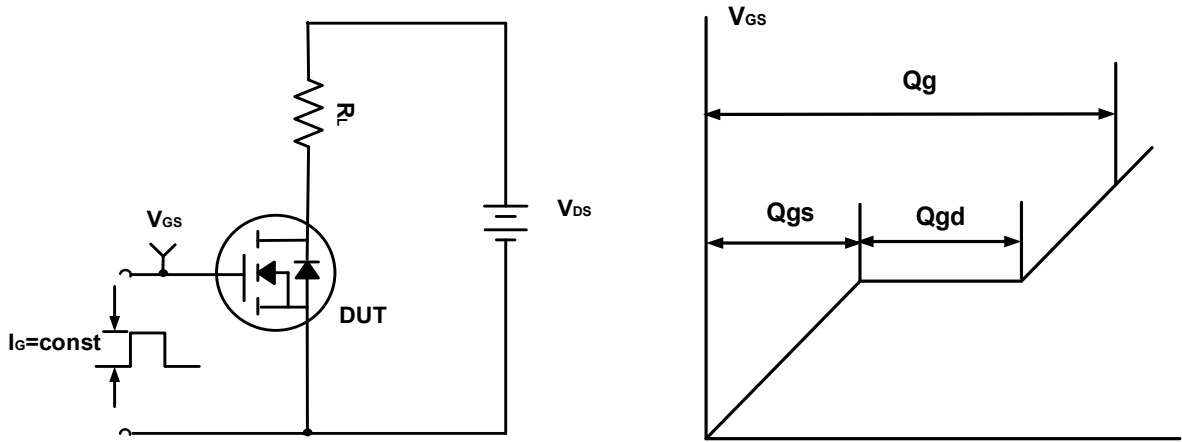 RL
VGS
VDS
DUT
IG=const
VGS
Qg
Qgs
Qgd